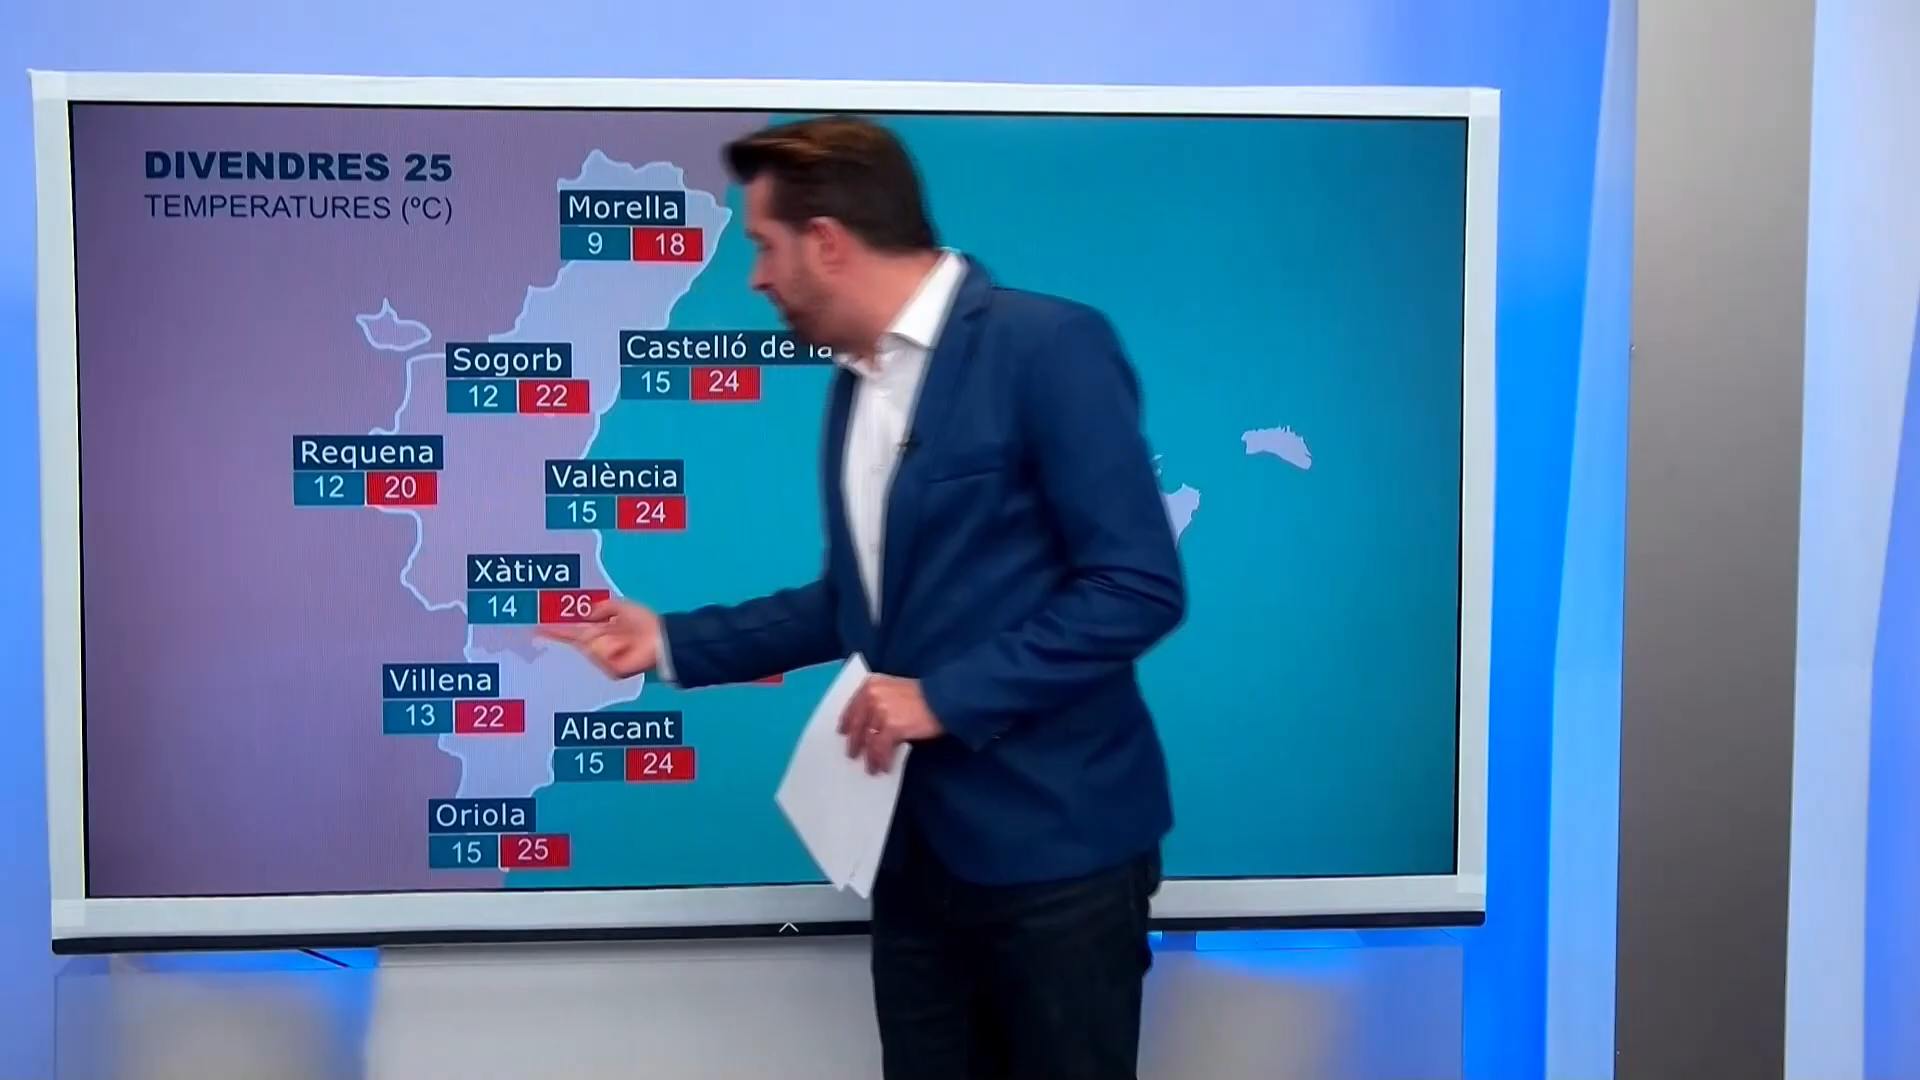 DIVENDRES 25
TEMPERATURES (ºC)
Morella
9 18
Castelló de la
15 24
Sogorb
12 22
Requena
12 20
València
15 24
Xàtiva
14 26
Villena
13 22
Alacant
15 24
Oriola
15 25